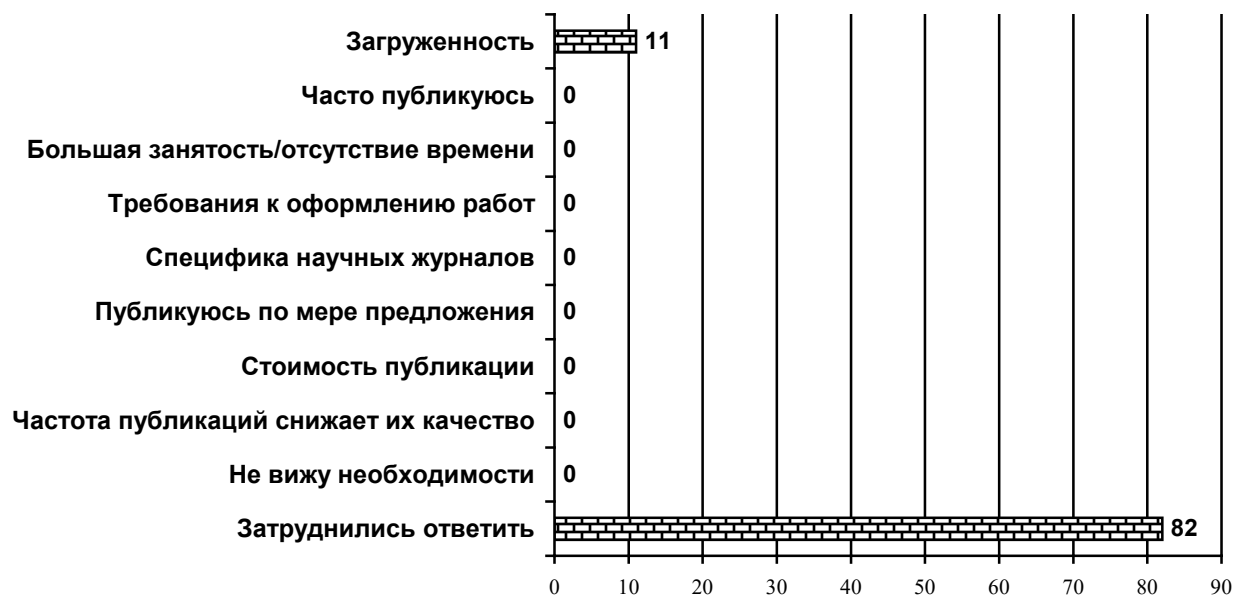 Загруженность 11
Часто публикуюсь 0
Большая занятость/отсутствие времени 0
Требования к оформлению работ 0
Специфика научных журналов 0
Публикуюсь по мере предложения 0
Стоимость публикации 0
Частота публикаций снижает их качество 0
Не вижу необходимости 0
Затруднились ответить 82
0 10 20 30 40 50 60 70 80 90